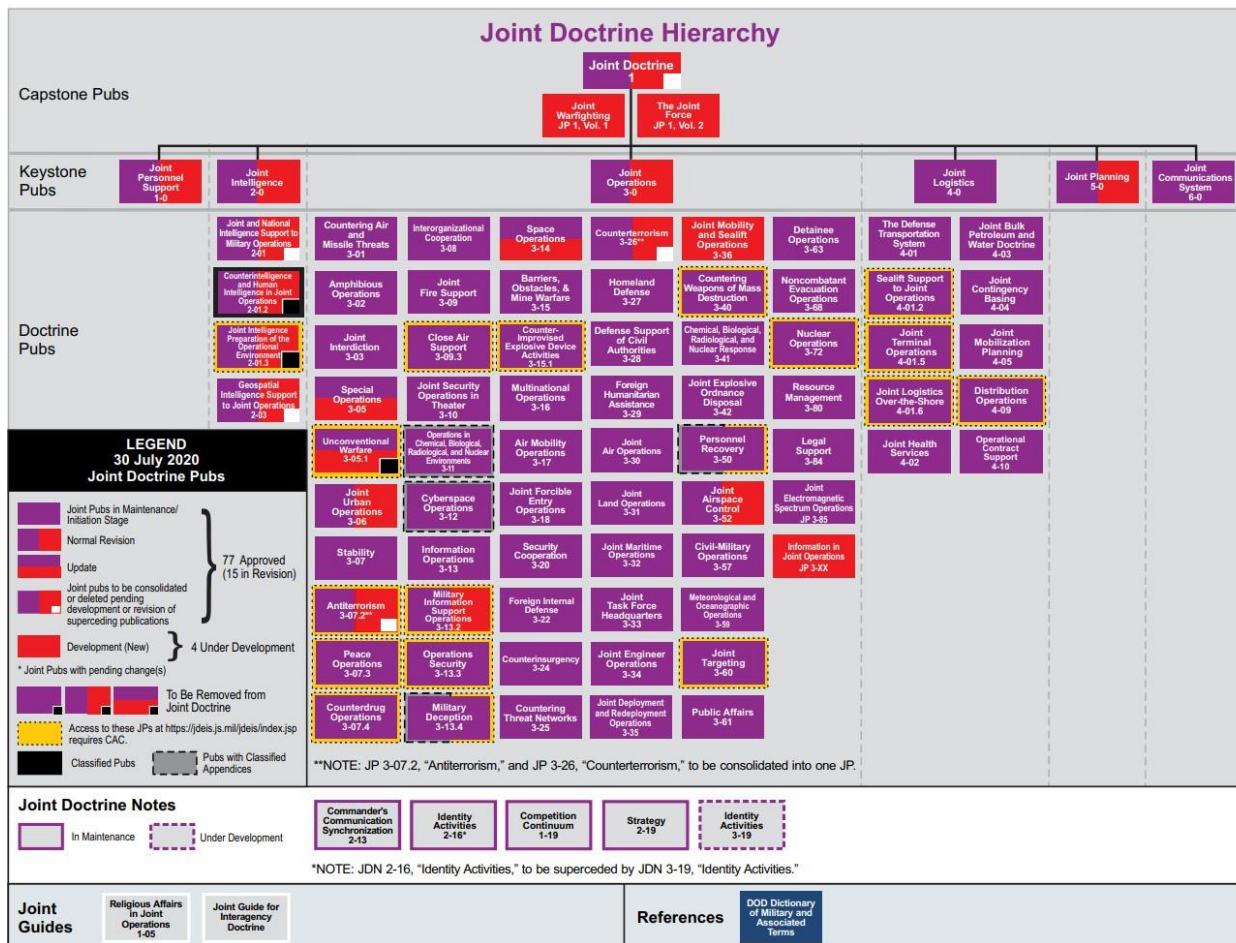 Joint Doctrine Hierarchy
Capstone Pubs
Joint Doctrine
1
Joint
Warfighting
JP 1, Vol. 1
The Joint
Force
JP 1, Vol. 2
Keystone
Pubs
Joint
Personnel
Support
1-0
Joint
Intelligence
2-0
Joint
Operations
3-0
Joint
Logistics
4-0
Joint Planning
5-0
Joint
Communications
System
6-0
Doctrine
Pubs
Joint and National
Intelligence Support to
Military Operations
2-01
Counterintelligence
and Human
Intelligence in Joint
Operations
2-01.2
Joint Intelligence
Preparation of the
Operational
Environment
2-01.3
Geospatial
Intelligence Support
to Joint Operations
2-03
Countering Air
and
Missile Threats
3-01
Amphibious
Operations
3-02
Joint
Interdiction
3-03
Special
Operations
3-05
Unconventional
Warfare
3-05.1
Joint
Urban
Operations
3-06
Stability
3-07
Antiterrorism
3-07.2**
Peace
Operations
3-07.3
Counterdrug
Operations
3-07.4
Interorganizational
Cooperation
3-08
Joint
Fire Support
3-09
Close Air
Support
3-09.3
Joint Security
Operations in
Theater
3-10
Operations in
Chemical, Biological,
Radiological, and Nuclear
Environments
3-11
Cyberspace
Operations
3-12
Information
Operations
3-13
Military
Information
Support
Operations
3-13.2
Operations
Security
3-13.3
Military
Deception
3-13.4
Space
Operations
3-14
Barriers,
Obstacles, &
Mine Warfare
3-15
Counter-
Improvised
Explosive Device
Activities
3-15.1
Multinational
Operations
3-16
Air Mobility
Operations
3-17
Joint Forcible
Entry
Operations
3-18
Security
Cooperation
3-20
Foreign Internal
Defense
3-22
Counterinsurgency
3-24
Countering
Threat Networks
3-25
Counterterrorism
3-26**
Homeland
Defense
3-27
Defense Support
of Civil
Authorities
3-28
Foreign
Humanitarian
Assistance
3-29
Joint
Air Operations
3-30
Joint
Land Operations
3-31
Joint Maritime
Operations
3-32
Joint
Task Force
Headquarters
3-33
Joint Engineer
Operations
3-34
Joint Deployment
and Redeployment
Operations
3-35
Joint Mobility
and Sealift
Operations
3-36
Countering
Weapons of Mass
Destruction
3-40
Chemical, Biological,
Radiological, and
Nuclear Response
3-41
Joint Explosive
Ordnance
Disposal
3-42
Personnel
Recovery
3-50
Joint
Airspace
Control
3-52
Civil-Military
Operations
3-57
Meteorological and
Oceanographic
Operations
3-59
Joint
Targeting
3-60
Public Affairs
3-61
Detainee
Operations
3-63
Noncombatant
Evacuation
Operations
3-68
Nuclear
Operations
3-72
Resource
Management
3-80
Legal
Support
3-84
Joint
Electromagnetic
Spectrum Operations
JP 3-85
Information in
Joint Operations
JP 3-XX
The Defense
Transportation
System
4-01
Sealift Support
to Joint
Operations
4-01.2
Joint
Terminal
Operations
4-01.5
Joint Logistics
Over-the-Shore
4-01.6
Joint Health
Services
4-02
Joint Bulk
Petroleum and
Water Doctrine
4-03
Joint
Contingency
Basing
4-04
Joint
Mobilization
Planning
4-05
Distribution
Operations
4-09
Operational
Contract
Support
4-10
LEGEND
30 July 2020
Joint Doctrine Pubs
Joint Pubs in Maintenance/
Initiation Stage
Normal Revision
Update
Joint pubs to be consolidated
or deleted pending
development or revision of
superceding publications
77 Approved
(15 in Revision)
Development (New)
4 Under Development
* Joint Pubs with pending change(s)
To Be Removed from
Joint Doctrine
Access to these JPs at https://jdeis.js.mil/jdeis/index.jsp
requires CAC.
Classified Pubs
Pubs with Classified
Appendices
**NOTE: JP 3-07.2, “Antiterrorism,” and JP 3-26, “Counterterrorism,” to be consolidated into one JP.
Joint Doctrine Notes
In Maintenance
Under Development
Commander's
Communication
Synchronization
2-13
Identity
Activities
2-16*
Competition
Continuum
1-19
Strategy
2-19
Identity
Activities
3-19
*NOTE: JDN 2-16, “Identity Activities,” to be superceded by JDN 3-19, “Identity Activities.”
Joint
Guides
Religious Affairs
in Joint
Operations
1-05
Joint Guide for
Interagency
Doctrine
References
DOD Dictionary
of Military and
Associated
Terms